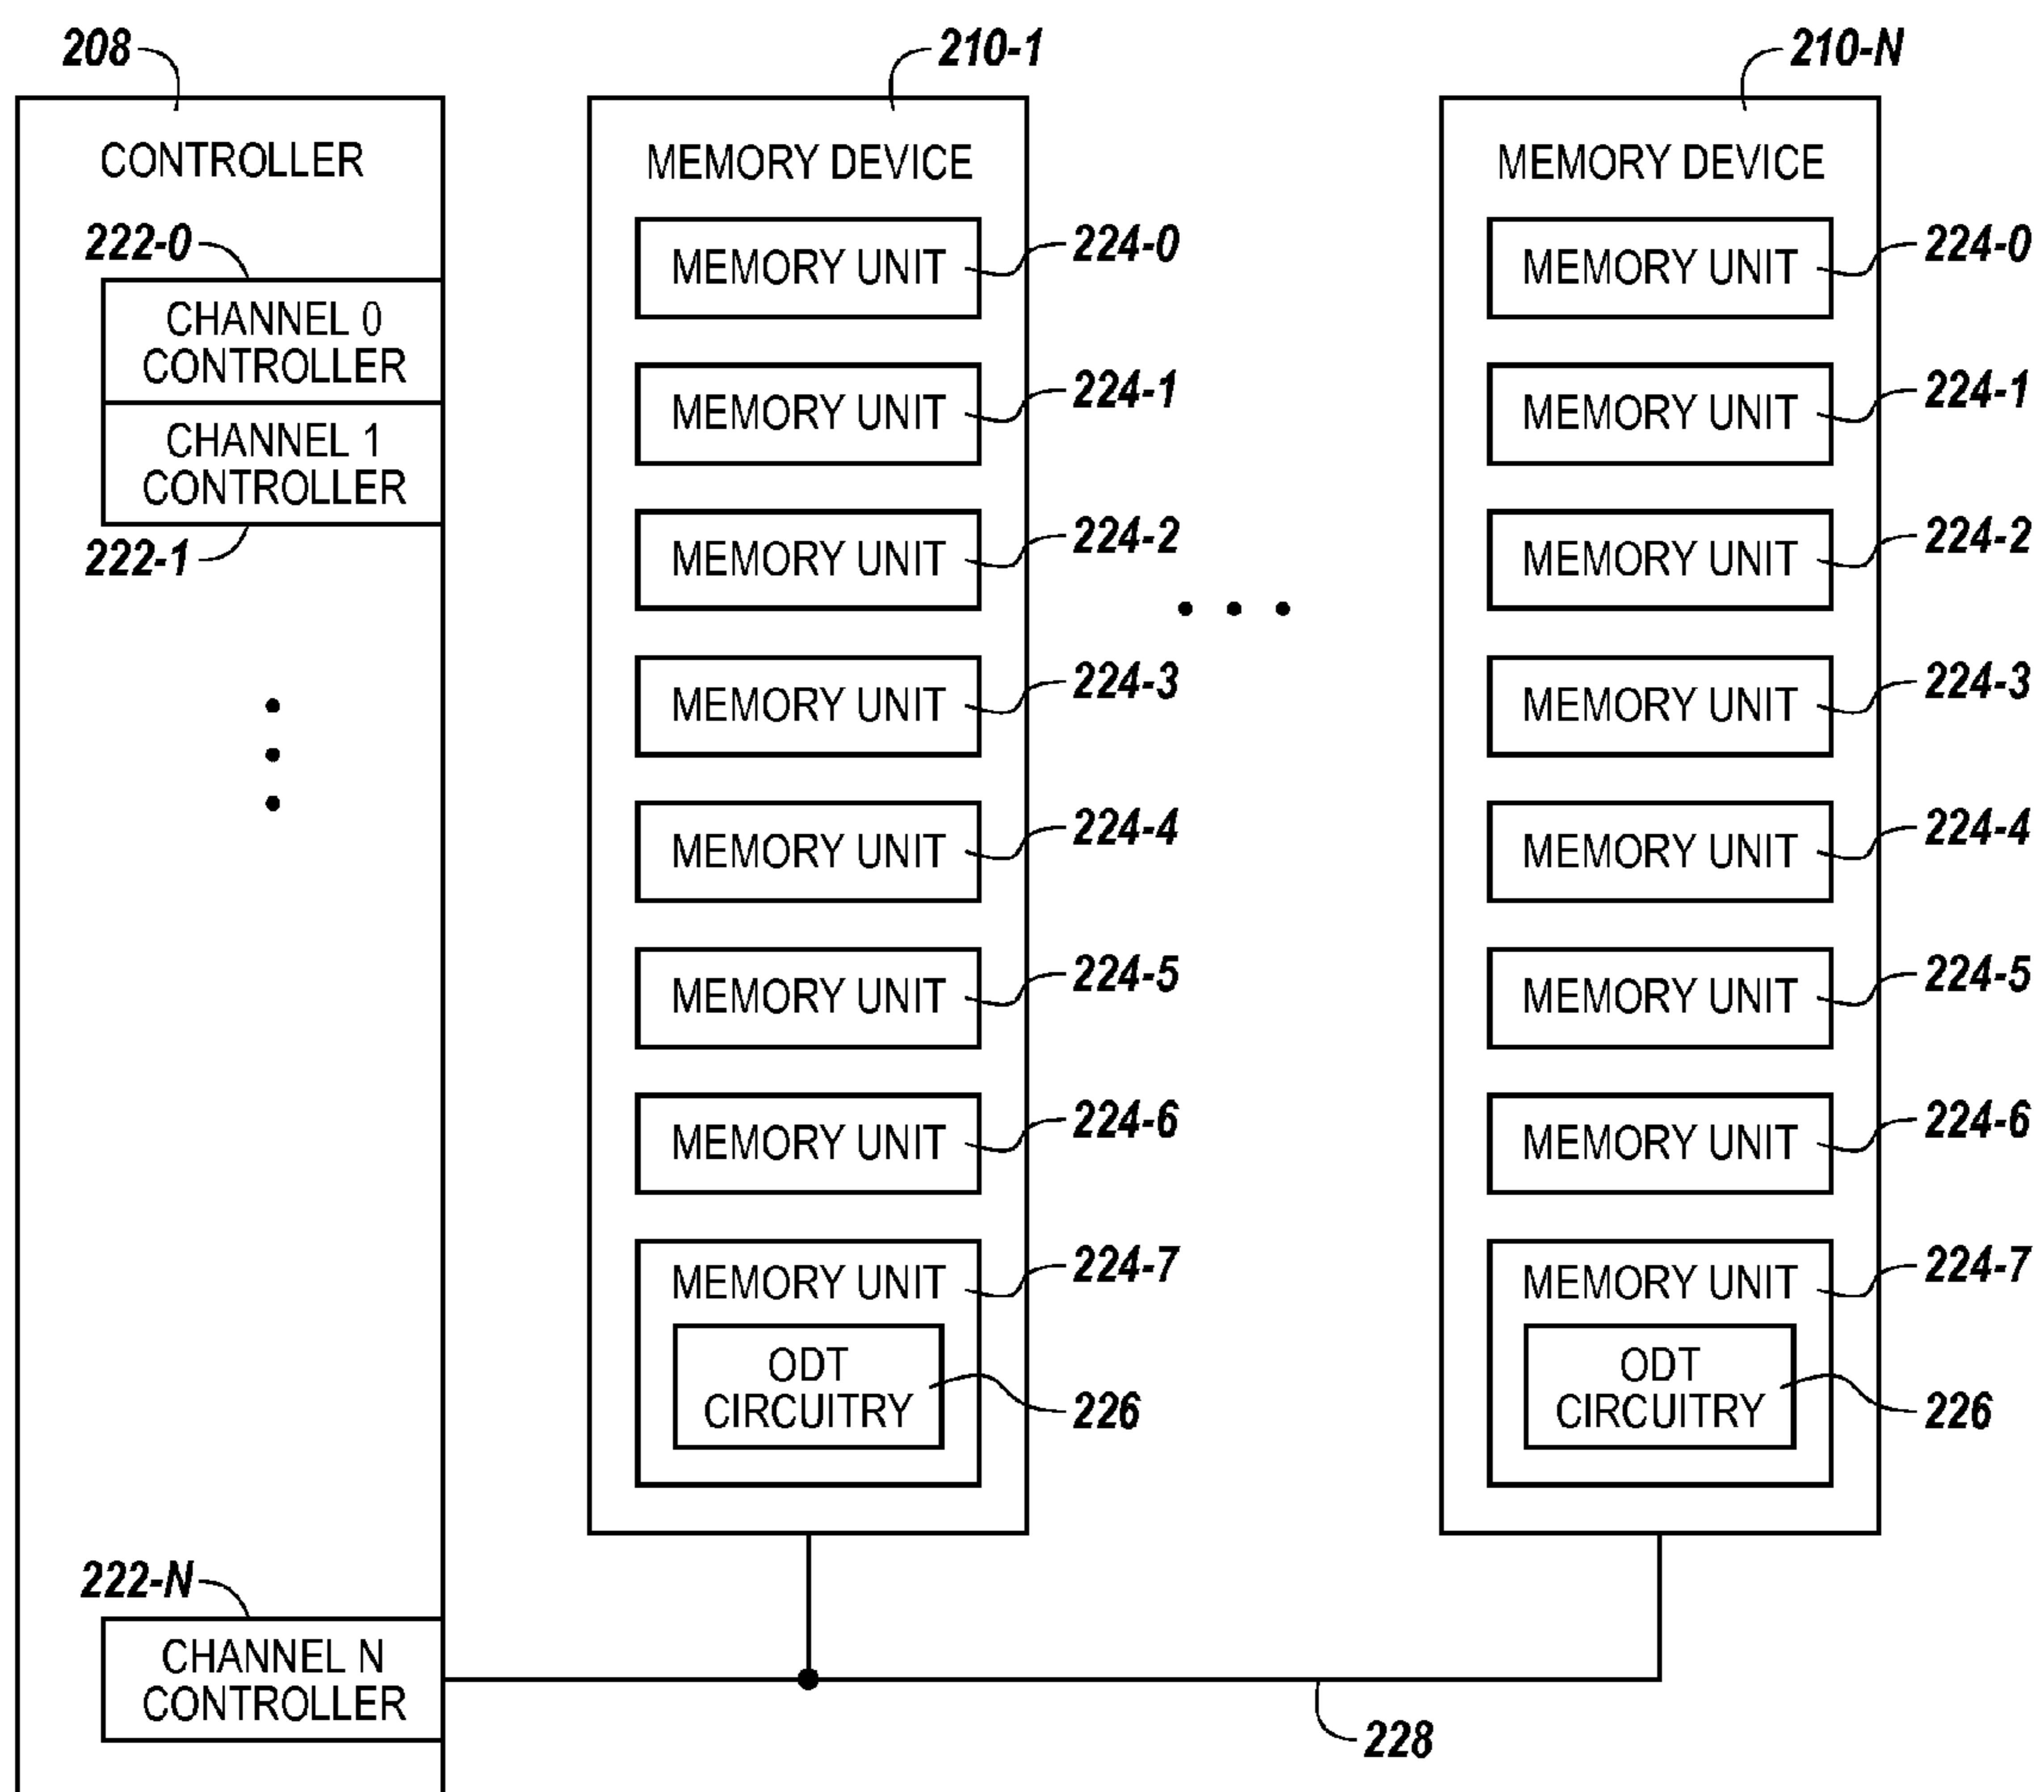 208
CONTROLLER
222-0
CHANNEL 0
CONTROLLER
CHANNEL 1
CONTROLLER
222-1
222-N
CHANNEL N
CONTROLLER
210-1
MEMORY DEVICE
MEMORY UNIT
224-0
MEMORY UNIT
224-1
MEMORY UNIT
224-2
MEMORY UNIT
224-3
MEMORY UNIT
224-4
MEMORY UNIT
224-5
MEMORY UNIT
224-6
MEMORY UNIT
224-7
ODT
CIRCUITRY
226
210-N
MEMORY DEVICE
MEMORY UNIT
224-0
MEMORY UNIT
224-1
MEMORY UNIT
224-2
MEMORY UNIT
224-3
MEMORY UNIT
224-4
MEMORY UNIT
224-5
MEMORY UNIT
224-6
MEMORY UNIT
224-7
ODT
CIRCUITRY
226
228